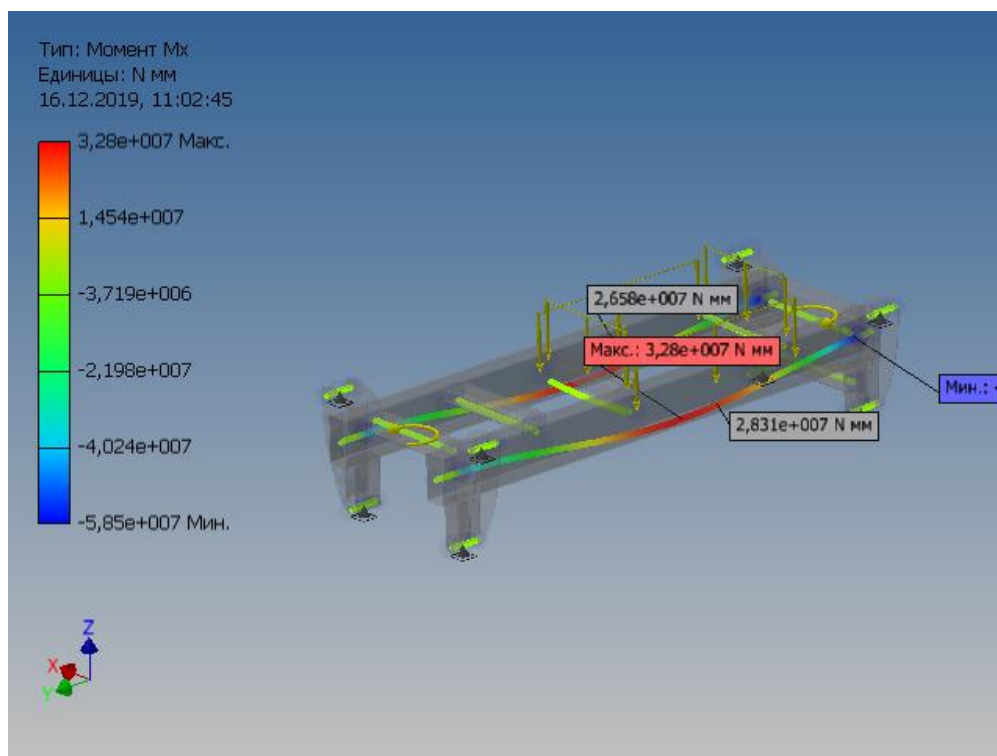 Тип: Момент Mx
Единицы: N мм
16.12.2019, 11:02:45
3,28e+007 Макс.
1,454e+007
-3,719e+006
-2,198e+007
-4,024e+007
-5,85e+007 Мин.
2,658e+007 N мм
Макс.: 3,28e+007 N мм
Мин.: -
2,831e+007 N мм
Z
X
Y